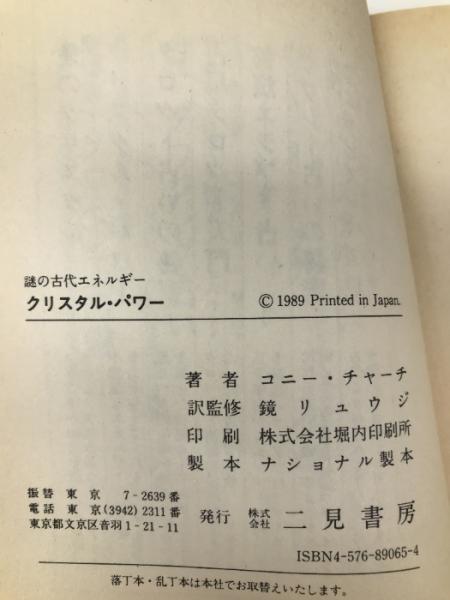 謎の古代エネルギー
クリスタル・パワー
© 1989 Printed in Japan.
著者 コニー・チャーチ
訳監修 鏡リュウジ
印刷 株式会社堀内印刷所
製本 ナショナル製本
振替 東京 7-2639番
電話 東京(3942)2311番
東京都文京区音羽1-21-11
発行 株式会社 二見書房
ISBN4-576-89065-4
落丁本・乱丁本は本社でお取替えいたします。